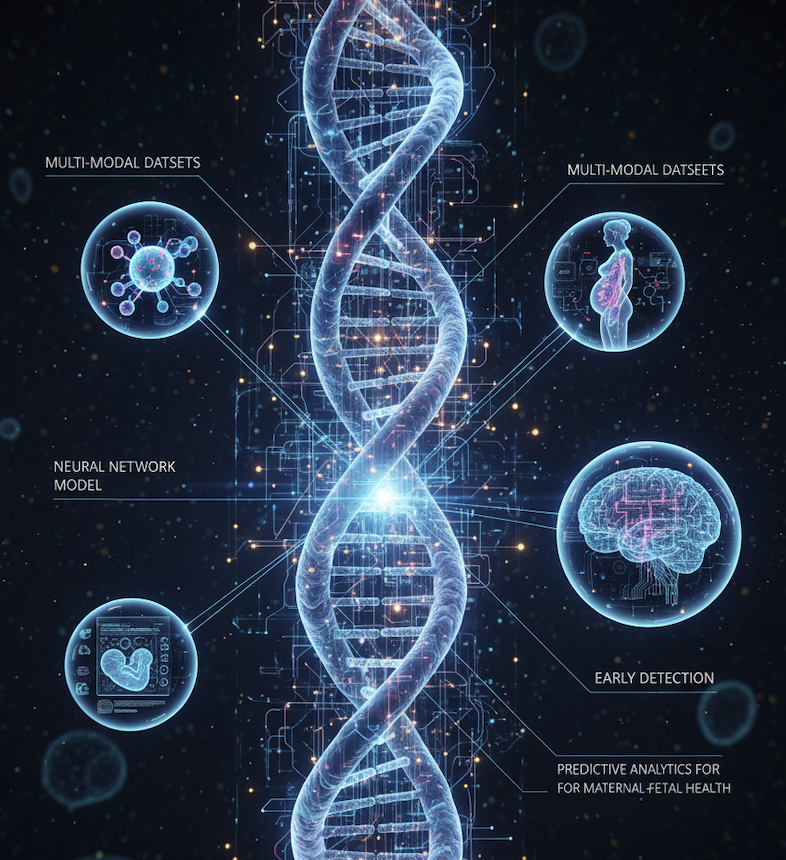 MULTI-MODAL DATSETS
MULTI-MODAL DATSEETS
NEURAL NETWORK
MODEL
EARLY DETECTION
PREDICTIVE ANALYTICS FOR
FOR MATERNAL-FETAL HEALTH